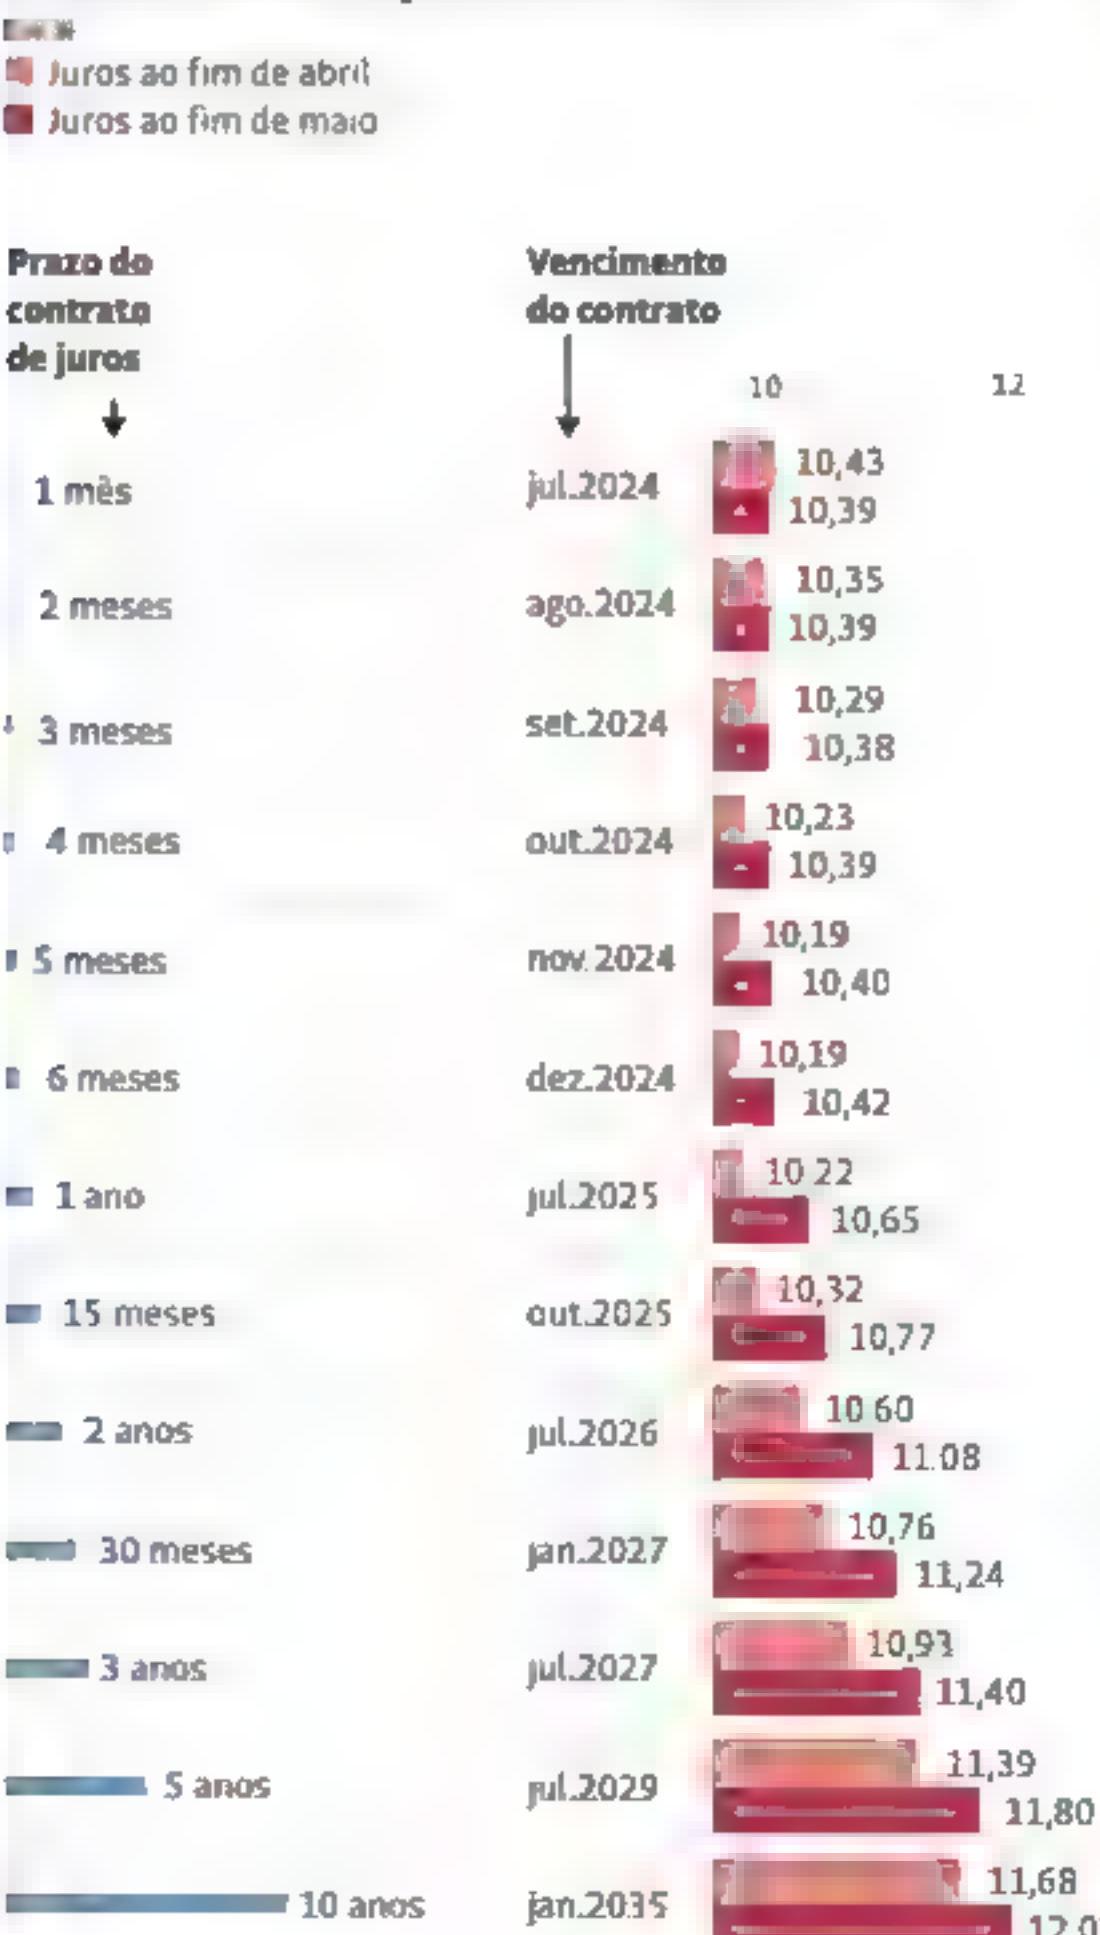 Juros ao fim de abril
Juros ao fim de maio
Prazo do
contrato
de juros
Vencimento
do contrato
10 12
1 mês jul.2024 10,43
10,39
2 meses ago.2024 10,35
10,39
3 meses set.2024 10,29
10,38
4 meses out.2024 10,23
10,39
5 meses nov.2024 10,19
10,40
6 meses dez.2024 10,19
10,42
1 ano jul.2025 10,22
10,65
15 meses out.2025 10,32
10,77
2 anos jul.2026 10,60
11,08
30 meses jan.2027 10,76
11,24
3 anos jul.2027 10,93
11,40
5 anos jul.2029 11,39
11,80
10 anos jan.2035 11,68